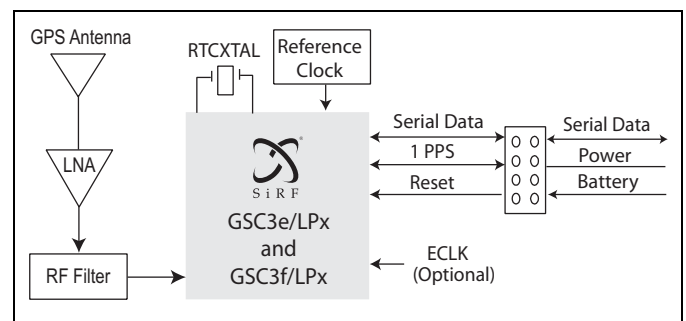 GPS Antenna
LNA
RF Filter
RTCXTAL
Reference
Clock
SiRF
GSC3e/LPx
and
GSC3f/LPx
Serial Data
1 PPS
Reset
ECLK
(Optional)
Serial Data
Power
Battery